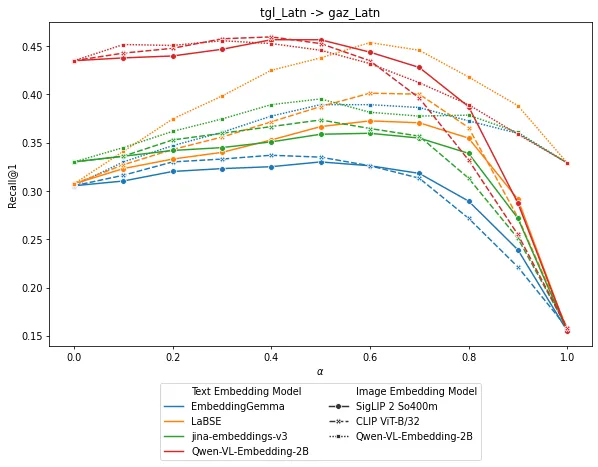 tgl_Latn -> gaz_Latn
Recall@1
0.45
0.40
0.35
0.30
0.25
0.20
0.15
0.0 0.2 0.4 0.6 0.8 1.0
α
Text Embedding Model Image Embedding Model
EmbeddingGemma SigLIP 2 So400m
LaBSE CLIP ViT-B/32
jina-embeddings-v3 Qwen-VL-Embedding-2B
Qwen-VL-Embedding-2B